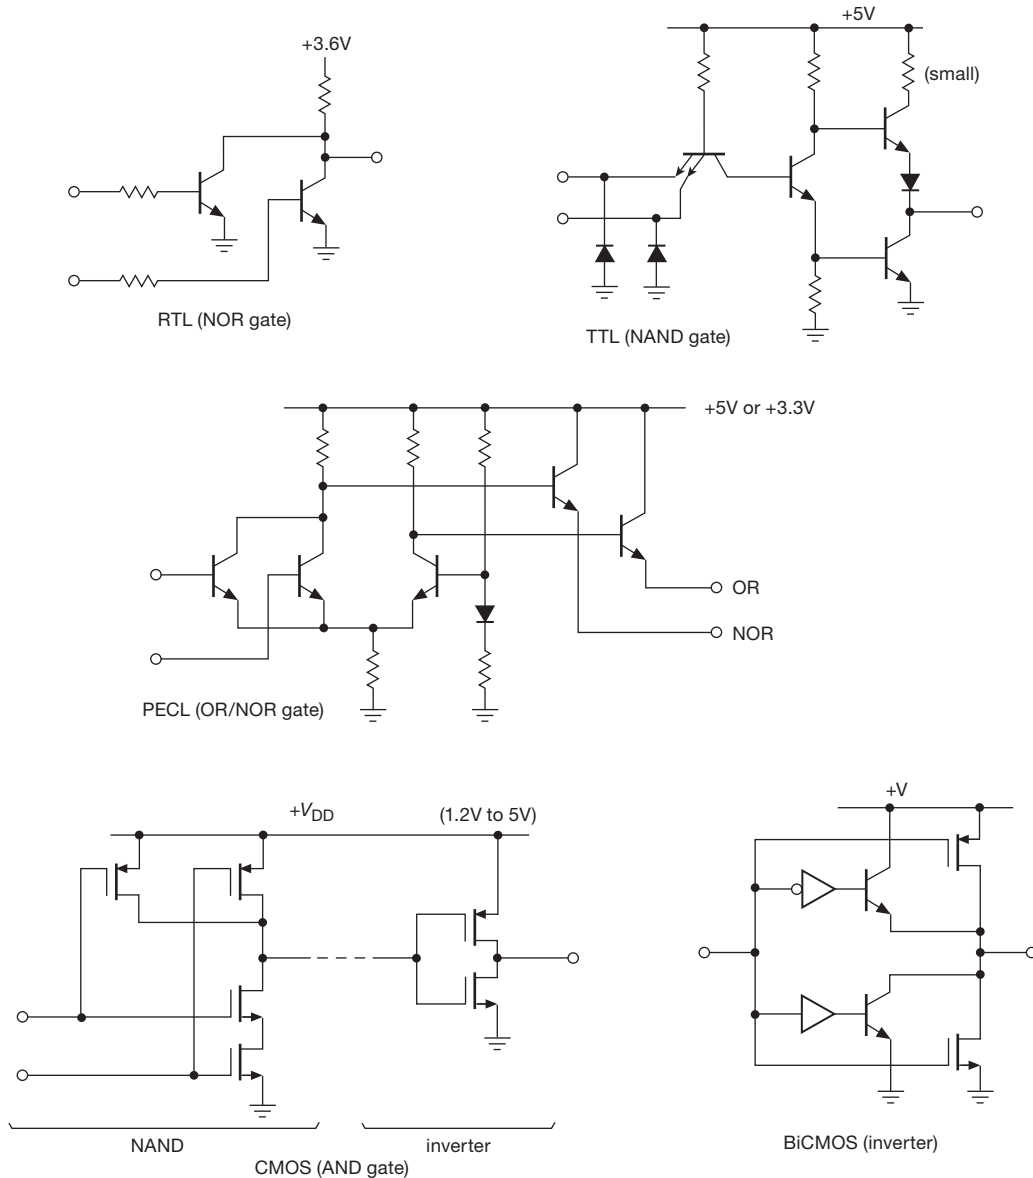 +3.6V
RTL (NOR gate)
+5V
(small)
TTL (NAND gate)
+5V or +3.3V
OR
NOR
PECL (OR/NOR gate)
+VDD
(1.2V to 5V)
NAND
inverter
CMOS (AND gate)
+V
BiCMOS (inverter)